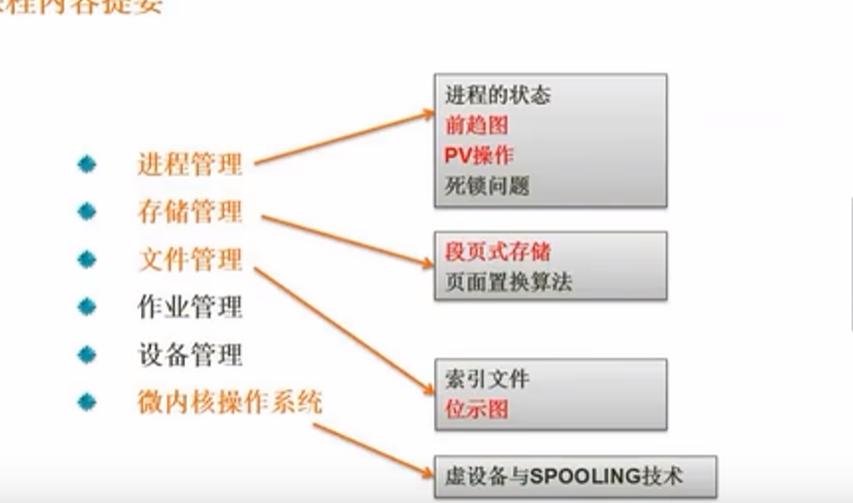 课程内容提要
进程管理
存储管理
文件管理
作业管理
设备管理
微内核操作系统
进程的状态
前趋图
PV操作
死锁问题
段页式存储
页面置换算法
索引文件
位示图
虚设备与SPOOLING技术